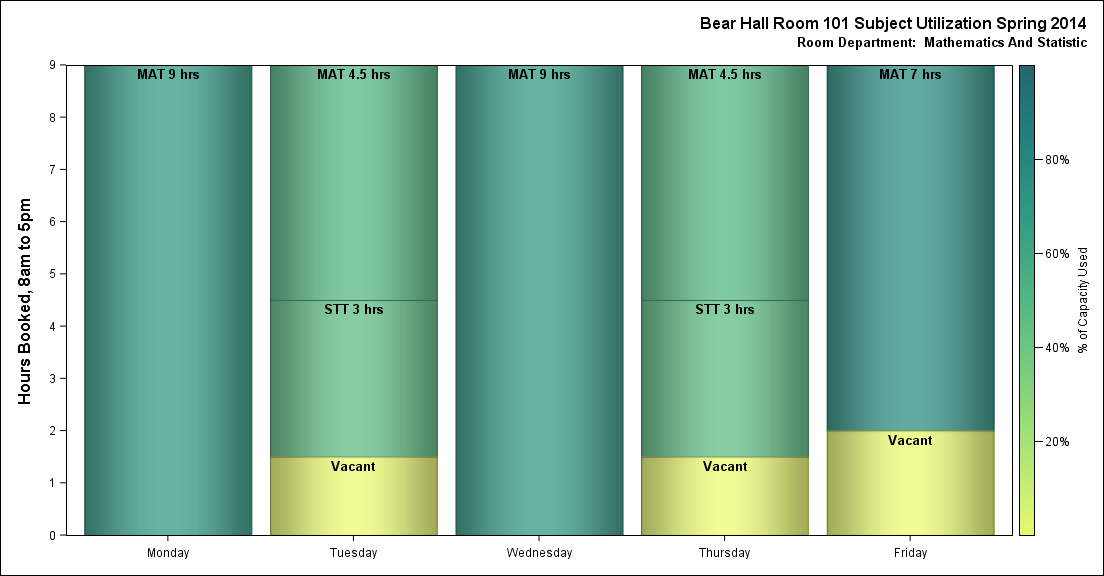 Bear Hall Room 101 Subject Utilization Spring 2014
Room Department:  Mathematics And Statistic
Hours Booked, 8am to 5pm
9
8
7
6
5
4
3
2
1
0
MAT 9 hrs
MAT 4.5 hrs
STT 3 hrs
Vacant
MAT 9 hrs
MAT 4.5 hrs
STT 3 hrs
Vacant
MAT 7 hrs
Vacant
Monday
Tuesday
Wednesday
Thursday
Friday
80%
60%
40%
20%
% of Capacity Used